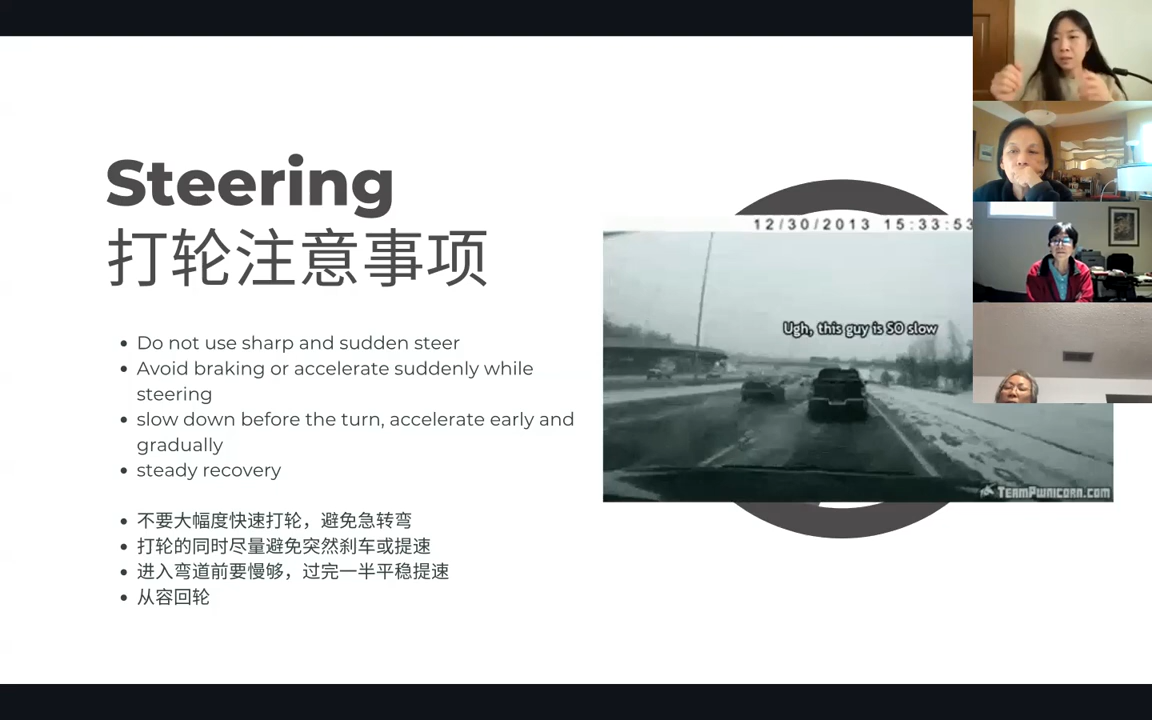 Steering
打轮注意事项
Do not use sharp and sudden steer
Avoid braking or accelerate suddenly while
steering
slow down before the turn, accelerate early and
gradually
steady recovery
不要大幅度快速打轮，避免急转弯
打轮的同时尽量避免突然刹车或提速
进入弯道前要慢够，过完一半平稳提速
从容回轮
12/30/2013 15:33:53
Ugh, this guy is SO slow
TeamPwnicorn.com